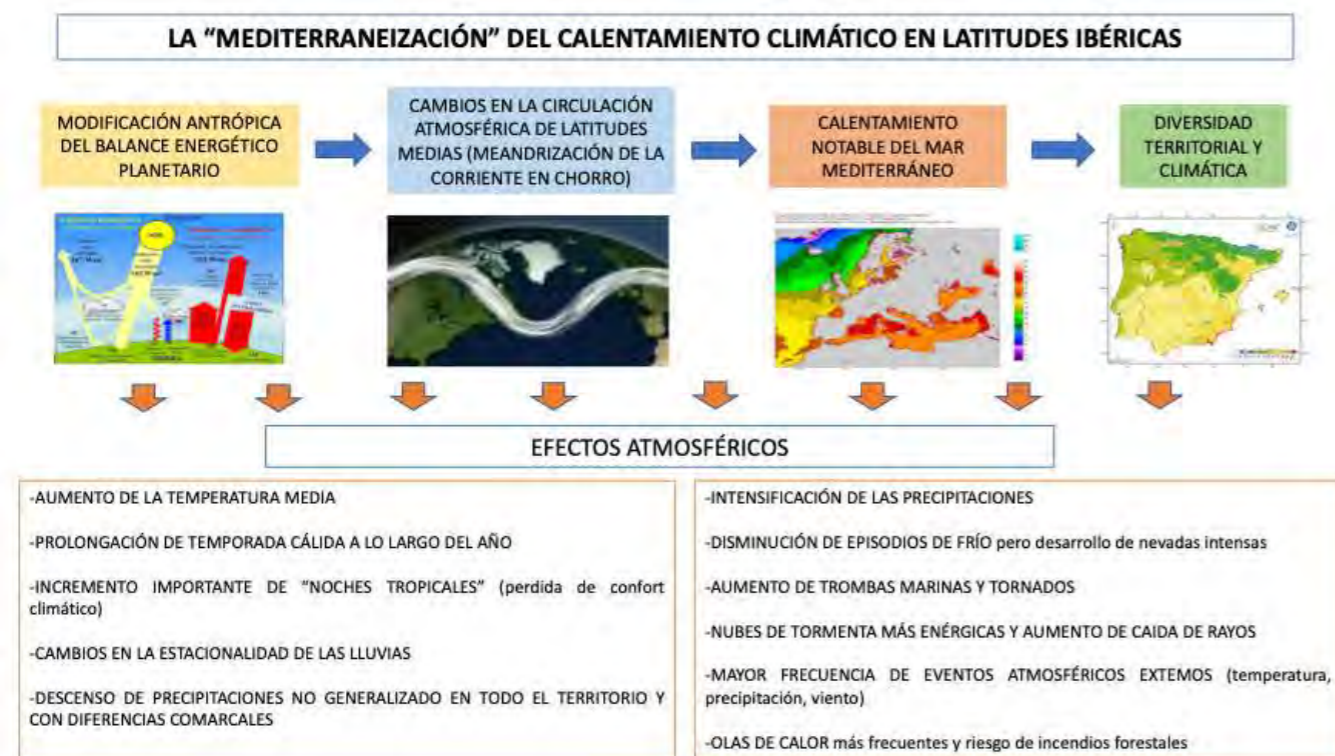 LA “MEDITERRANEIZACIÓN” DEL CALENTAMIENTO CLIMÁTICO EN LATITUDES IBÉRICAS
MODIFICACIÓN ANTRÓPICA
DEL BALANCE ENERGÉTICO
PLANETARIO
CAMBIOS EN LA CIRCULACIÓN
ATMOSFÉRICA DE LATITUDES
MEDIAS (MEANDRIZACIÓN DE LA
CORRIENTE EN CHORRO)
CALENTAMIENTO
NOTABLE DEL MAR
MEDITERRÁNEO
DIVERSIDAD
TERRITORIAL Y
CLIMÁTICA
EFECTOS ATMOSFÉRICOS
-AUMENTO DE LA TEMPERATURA MEDIA
-PROLONGACIÓN DE TEMPORADA CÁLIDA A LO LARGO DEL AÑO
-INCREMENTO IMPORTANTE DE “NOCHES TROPICALES” (perdida de confort
climático)
-CAMBIOS EN LA ESTACIONALIDAD DE LAS LLUVIAS
-DESCENSO DE PRECIPITACIONES NO GENERALIZADO EN TODO EL TERRITORIO Y
CON DIFERENCIAS COMARCALES
-INTENSIFICACIÓN DE LAS PRECIPITACIONES
-DISMINUCIÓN DE EPISODIOS DE FRÍO pero desarrollo de nevadas intensas
-AUMENTO DE TROMBAS MARINAS Y TORNADOS
-NUBES DE TORMENTA MÁS ENÉRGICAS Y AUMENTO DE CAIDA DE RAYOS
-MAYOR FRECUENCIA DE EVENTOS ATMOSFÉRICOS EXTEMOS (temperatura,
precipitación, viento)
-OLAS DE CALOR más frecuentes y riesgo de incendios forestales